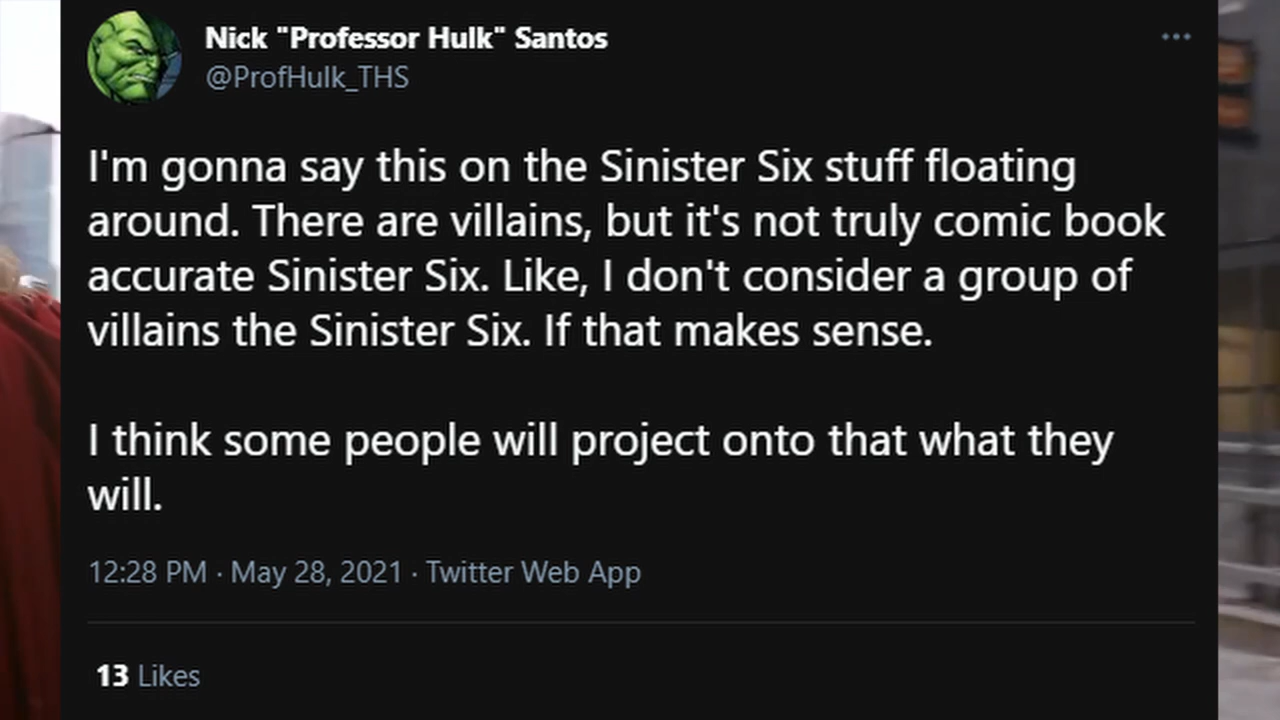 Nick "Professor Hulk" Santos
@ProfHulk_THS
I'm gonna say this on the Sinister Six stuff floating
around. There are villains, but it's not truly comic book
accurate Sinister Six. Like, I don't consider a group of
villains the Sinister Six. If that makes sense.
I think some people will project onto that what they
will.
12:28 PM · May 28, 2021 · Twitter Web App
13 Likes